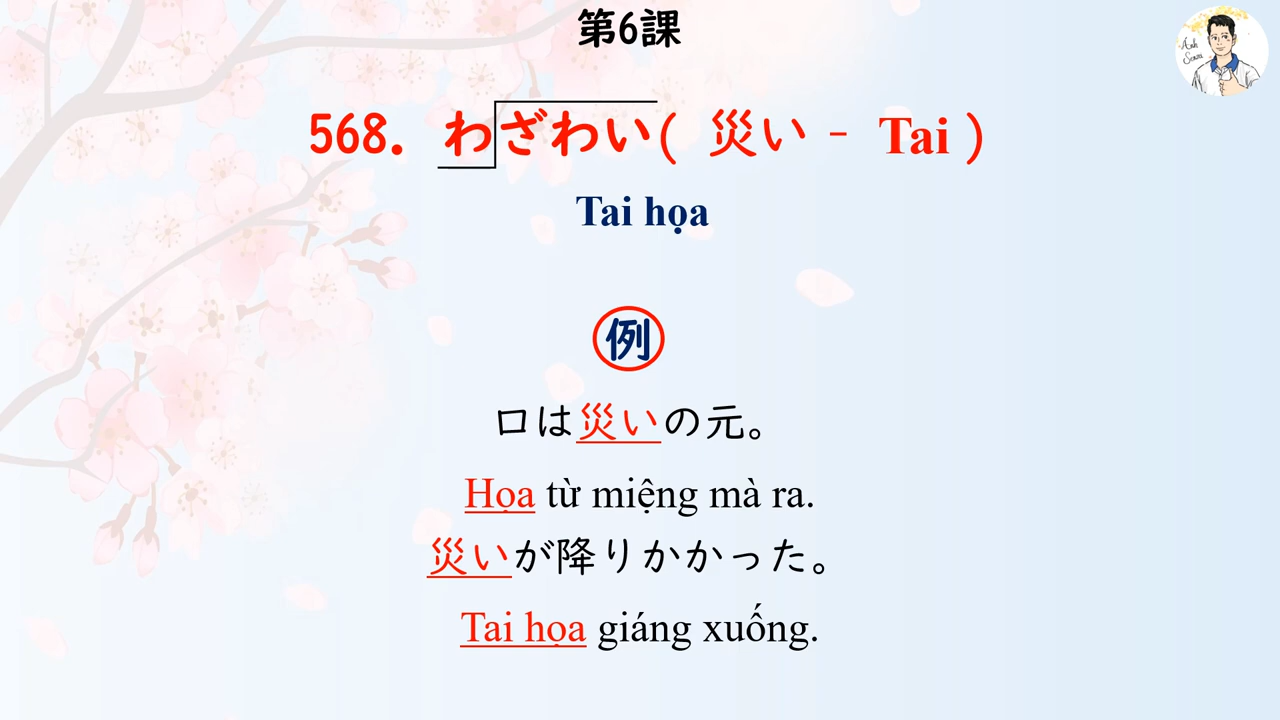 第6課
568. わざわい( 災い - Tai )
Tai họa
例
口は災いの元。
Họa từ miệng mà ra.
災いが降りかかった。
Tai họa giáng xuống.